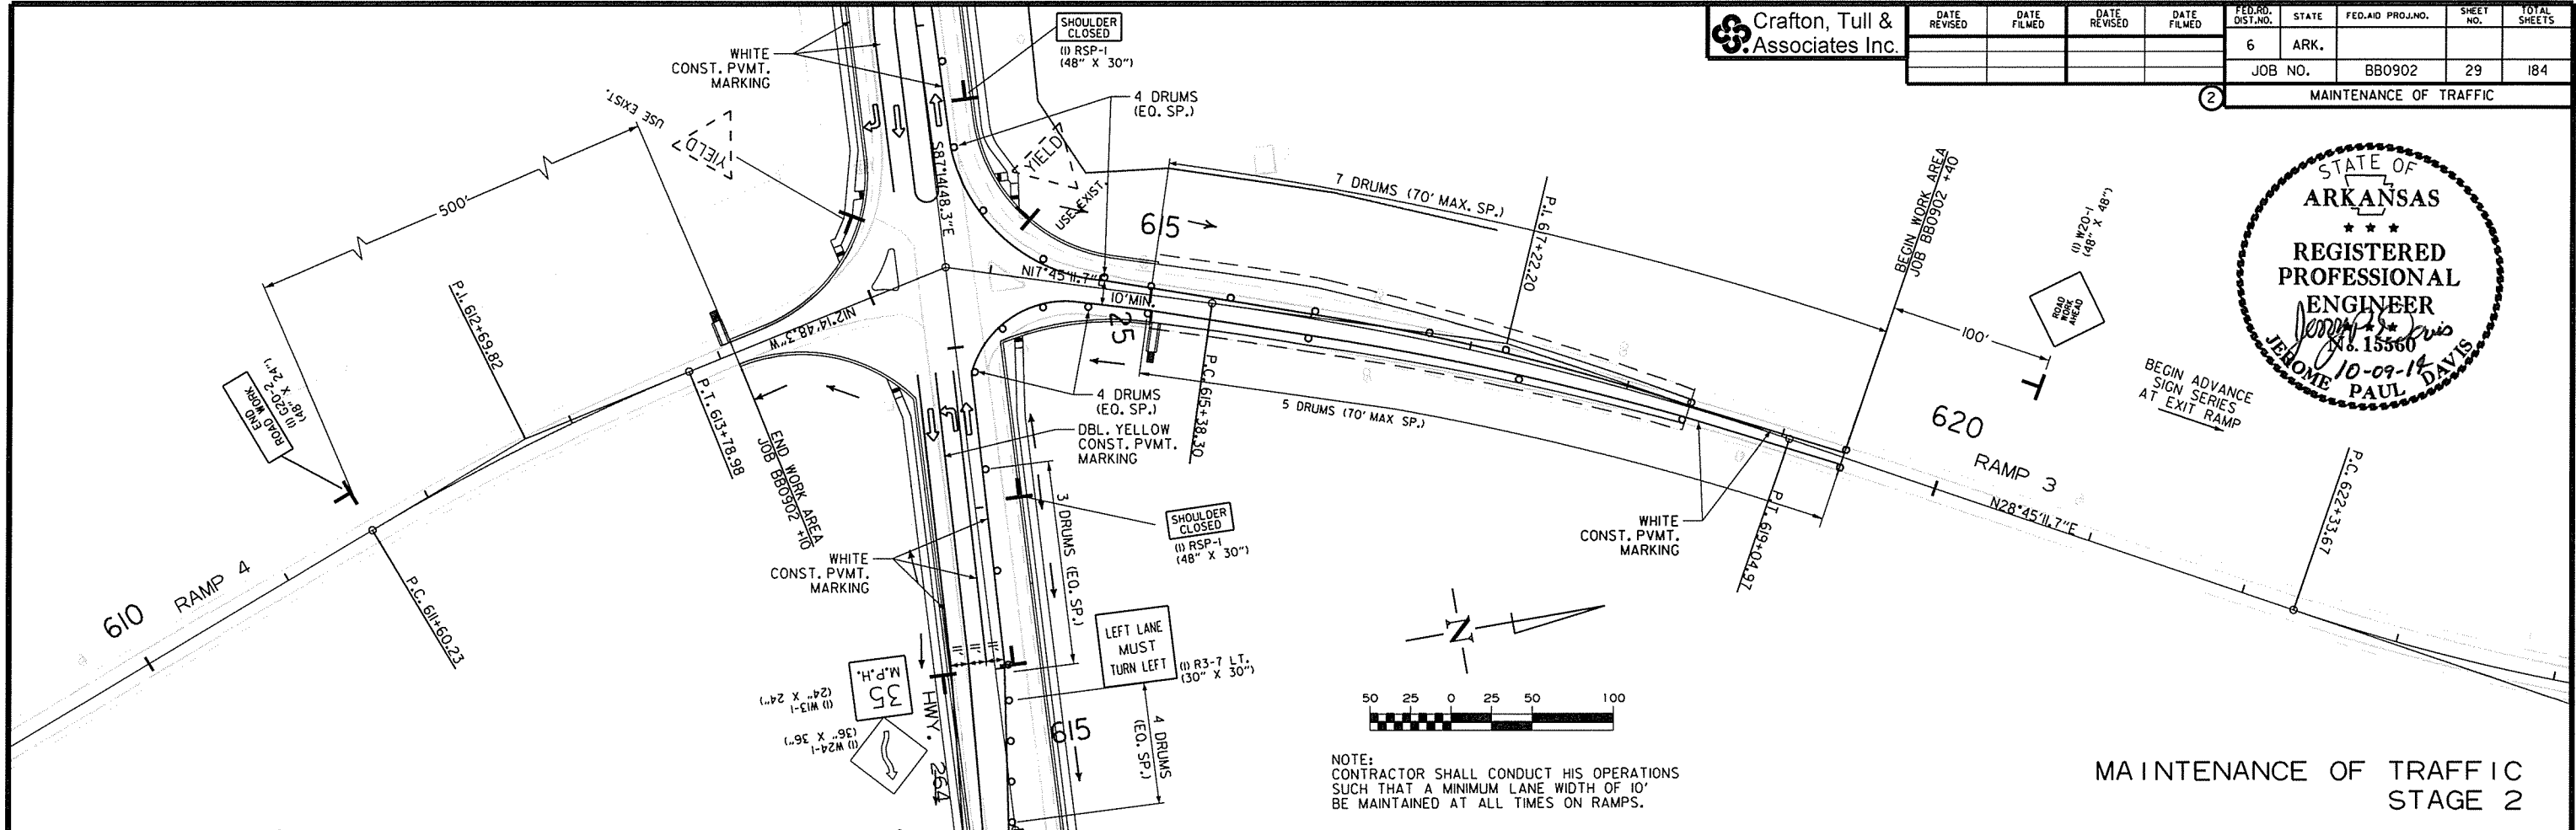 Crafton, Tull &
Associates Inc.
DATE REVISED
DATE FILMED
DATE REVISED
DATE FILMED
FED.RD. DIST.NO.
STATE
FED.AID PROJ.NO.
SHEET NO.
TOTAL SHEETS
6
ARK.
JOB NO.
BB0902
29
184
2
MAINTENANCE OF TRAFFIC
STATE OF
ARKANSAS
REGISTERED
PROFESSIONAL
ENGINEER
No. 15560
10-09-12
JEROME PAUL DAVIS
SHOULDER
CLOSED
(1) RSP-1
(48" X 30")
WHITE
CONST. PVMT.
MARKING
4 DRUMS
(EQ. SP.)
USE EXIST.
YIELD
YIELD
USE EXIST.
500'
S87°14'48.3"E
615
7 DRUMS (70' MAX. SP.)
P.I. 617+22.20
BEGIN WORK AREA
JOB BB0902 +40
(1) W20-1
(48" X 48")
ROAD
WORK
AHEAD
100'
BEGIN ADVANCE
SIGN SERIES
AT EXIT RAMP
N17°45'11.7"E
10'MIN.
25
P.I. 612+69.82
N12°14'48.3"W
(1) G20-2
(48" X 24")
END
ROAD WORK
P.T. 613+78.98
END WORK AREA
JOB BB0902 +10
4 DRUMS
(EQ. SP.)
DBL. YELLOW
CONST. PVMT.
MARKING
P.C. 615+38.30
5 DRUMS (70' MAX SP.)
620
RAMP 3
N28°45'11.7"E
P.C. 622+33.67
SHOULDER
CLOSED
(1) RSP-1
(48" X 30")
3 DRUMS (EQ. SP.)
WHITE
CONST. PVMT.
MARKING
P.T. 619+04.97
WHITE
CONST. PVMT.
MARKING
610
RAMP 4
P.C. 611+60.23
11'
11'
11'
LEFT LANE
MUST
TURN LEFT
(1) R3-7 LT.
(30" X 30")
35
M.P.H.
(1) W13-1
(24" X 24")
(1) W24-1
(36" X 36")
HWY. 264
615
4 DRUMS
(EQ. SP.)
N
50 25 0 25 50 100
NOTE:
CONTRACTOR SHALL CONDUCT HIS OPERATIONS
SUCH THAT A MINIMUM LANE WIDTH OF 10'
BE MAINTAINED AT ALL TIMES ON RAMPS.
MAINTENANCE OF TRAFFIC
STAGE 2